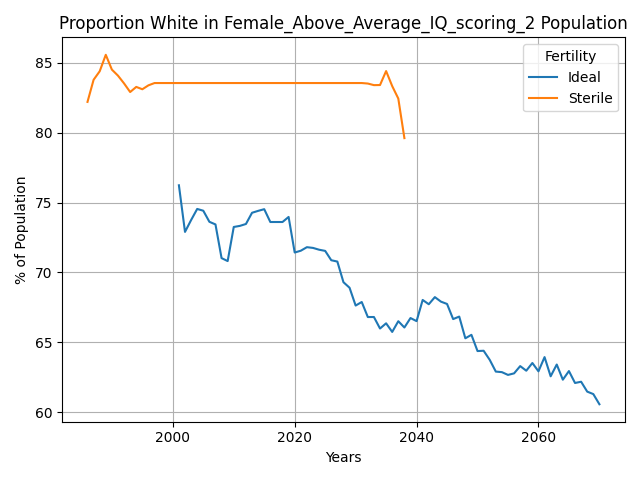 Proportion White in Female_Above_Average_IQ_scoring_2 Population
Fertility
Ideal
Sterile
% of Population
85
80
75
70
65
60
2000
2020
2040
2060
Years